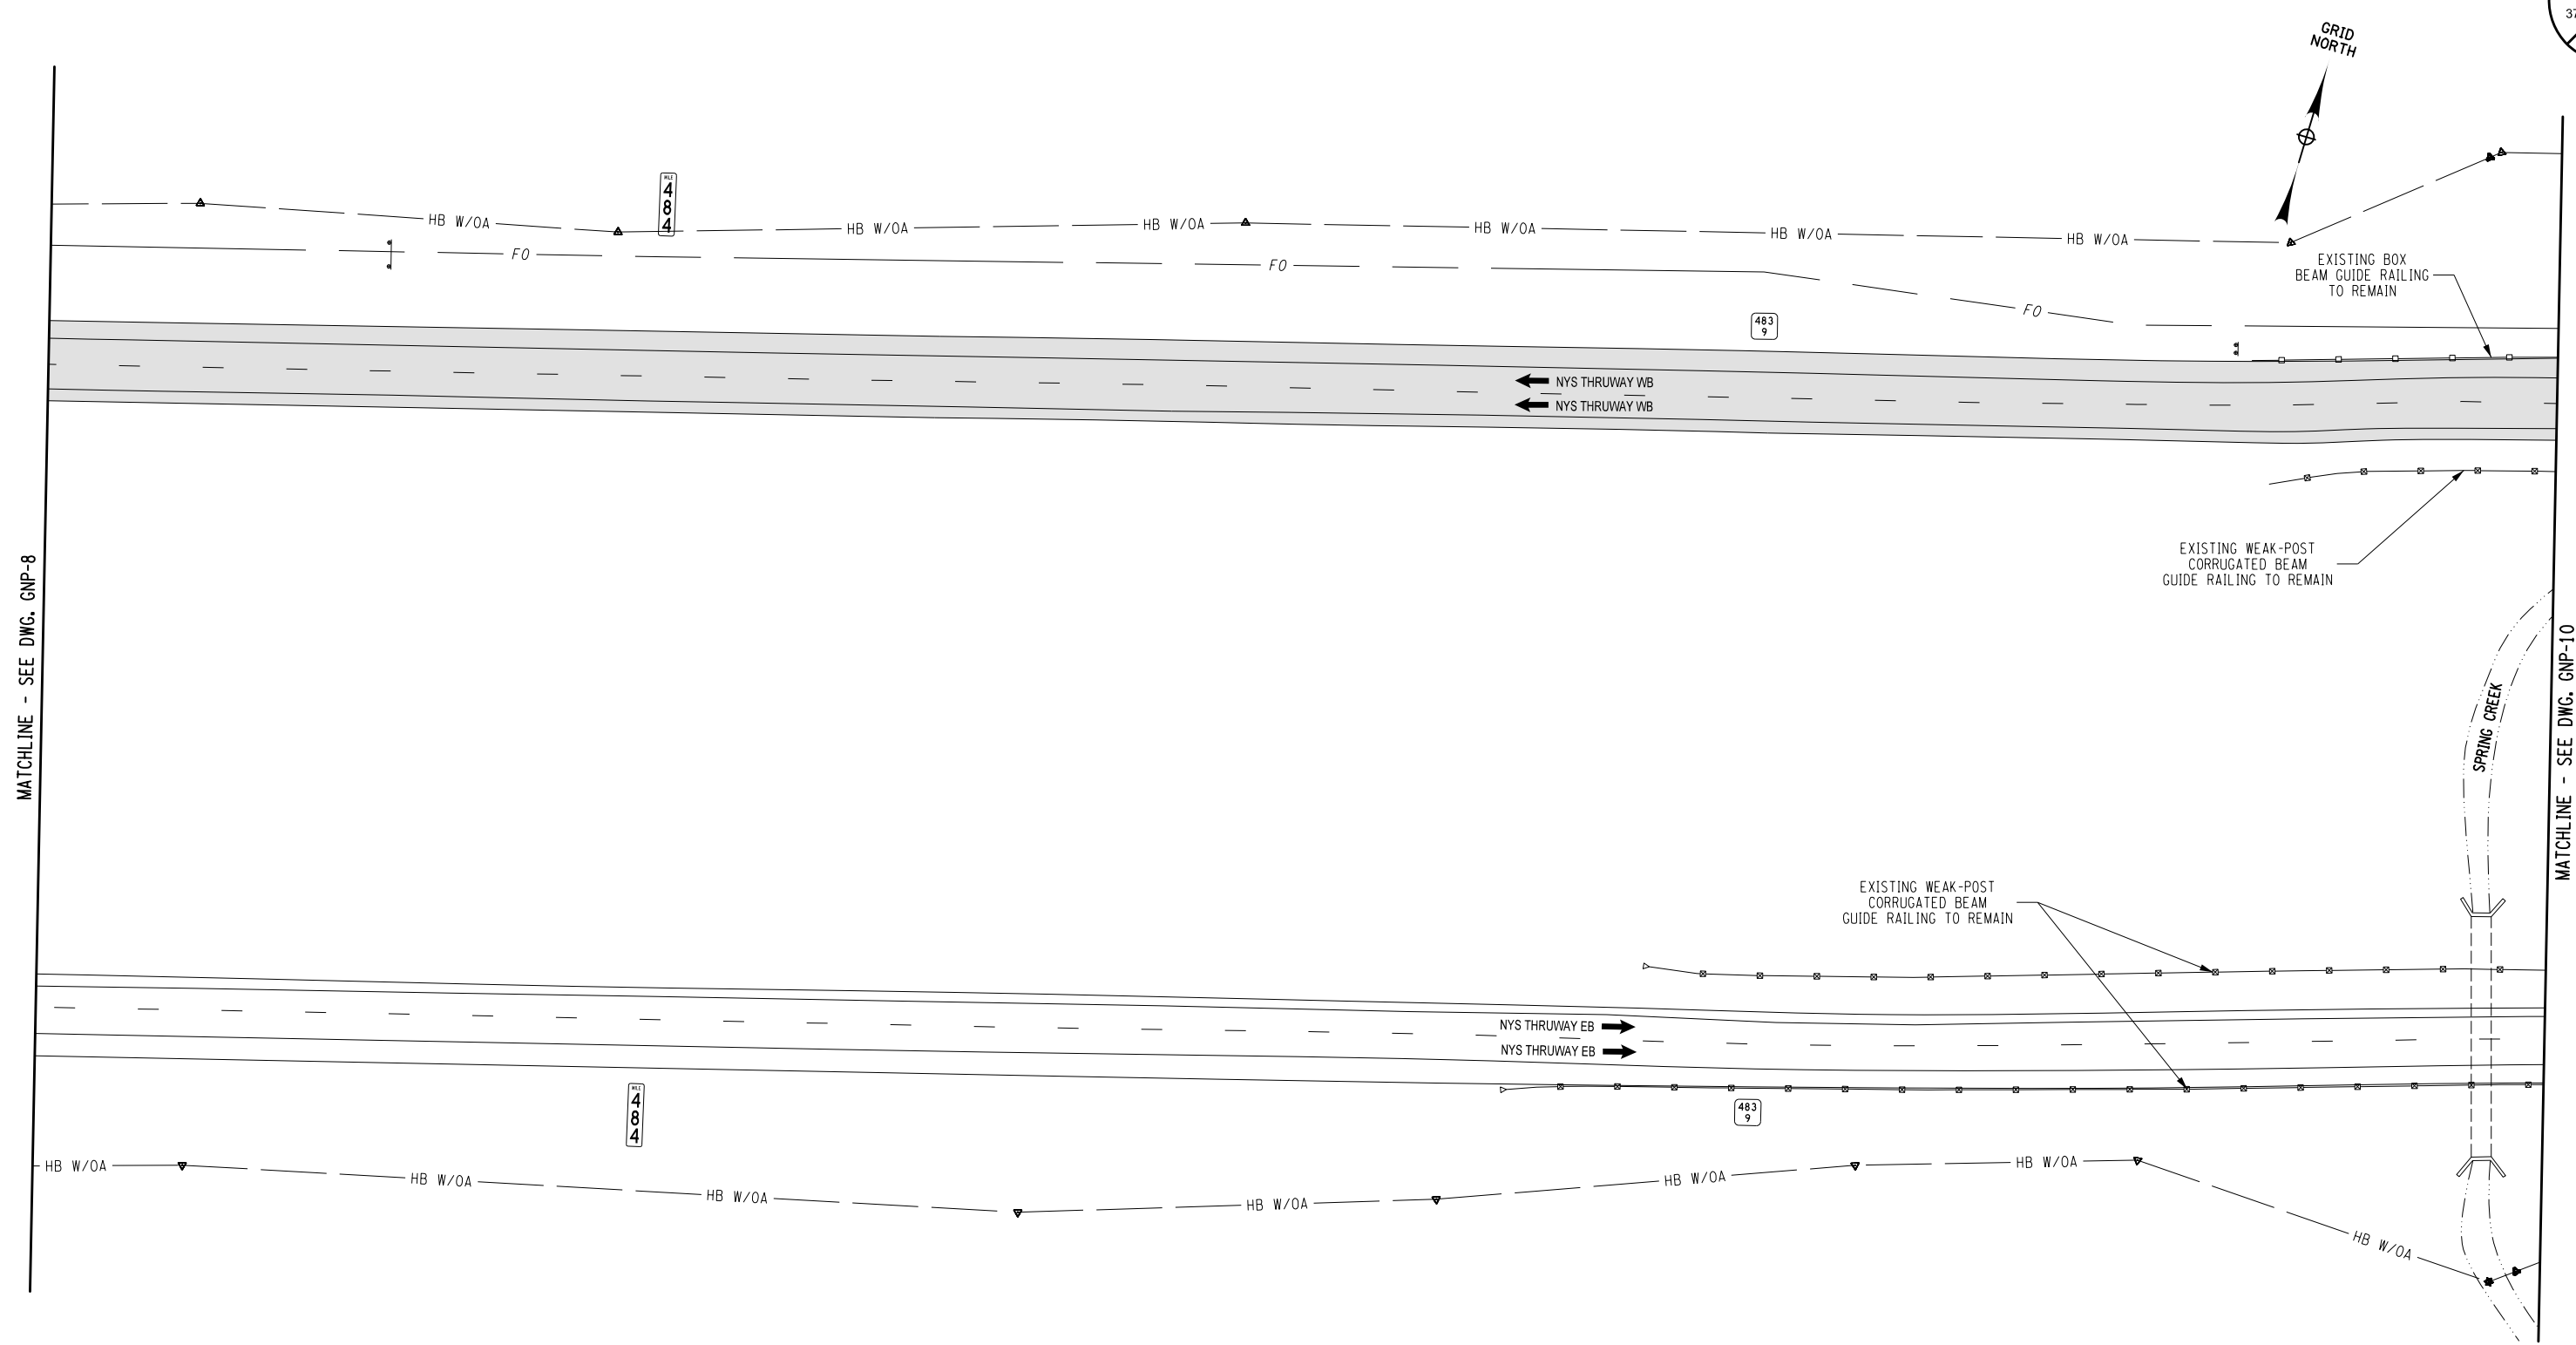 37
GRID
NORTH
MILE
4
8
4
HB W/OA
HB W/OA
HB W/OA
HB W/OA
HB W/OA
HB W/OA
FO
FO
FO
EXISTING BOX
BEAM GUIDE RAILING
TO REMAIN
483
9
NYS THRUWAY WB
NYS THRUWAY WB
EXISTING WEAK-POST
CORRUGATED BEAM
GUIDE RAILING TO REMAIN
MATCHLINE - SEE DWG. GNP-8
MATCHLINE - SEE DWG. GNP-10
SPRING CREEK
EXISTING WEAK-POST
CORRUGATED BEAM
GUIDE RAILING TO REMAIN
NYS THRUWAY EB
NYS THRUWAY EB
MILE
4
8
4
483
9
HB W/OA
HB W/OA
HB W/OA
HB W/OA
HB W/OA
HB W/OA
HB W/OA